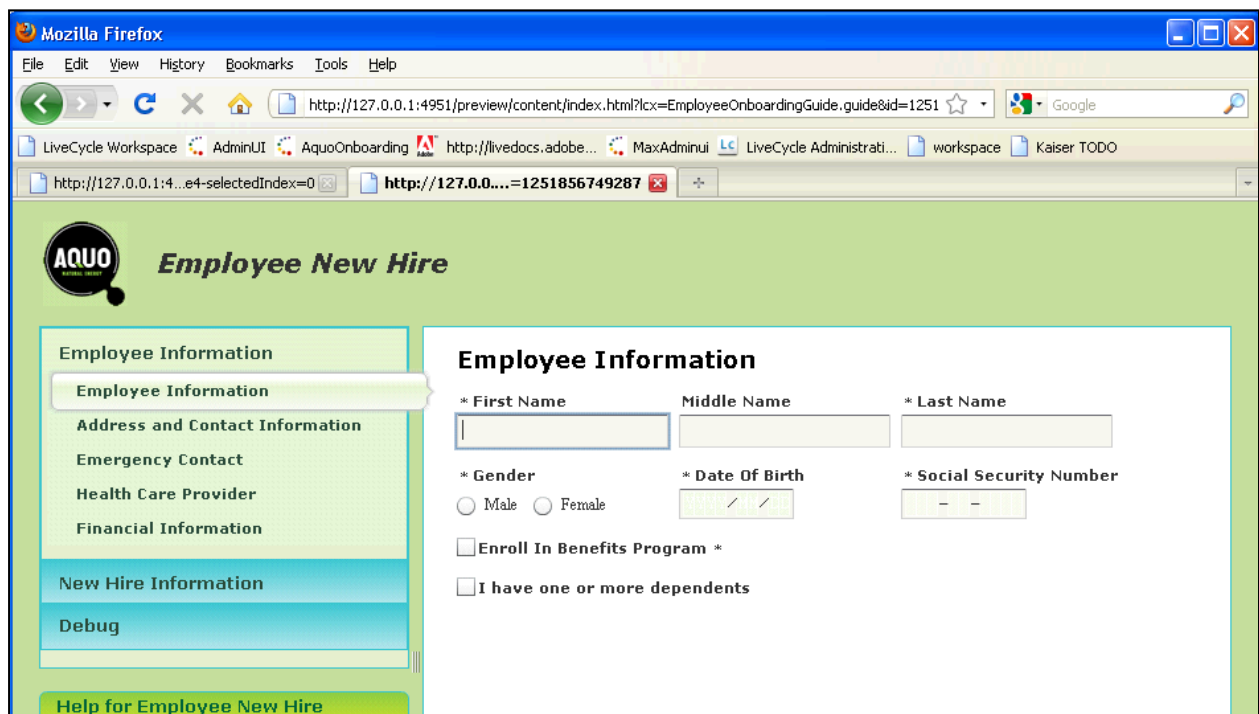 Mozilla Firefox
File Edit View History Bookmarks Tools Help
http://127.0.0.1:4951/preview/content/index.html?lcx=EmployeeOnboardingGuide.guide&id=1251 Google
LiveCycle Workspace AdminUI AquoOnboarding Adobe http://livedocs.adobe... MaxAdminui LC LiveCycle Administrati... workspace Kaiser TODO
http://127.0.0.1:4...e4-selectedIndex=0 http://127.0.0....=1251856749287
AQUO
NATURAL ENERGY
Employee New Hire
Employee Information
Employee Information
Address and Contact Information
Emergency Contact
Health Care Provider
Financial Information
New Hire Information
Debug
Help for Employee New Hire
Employee Information
* First Name Middle Name * Last Name
* Gender * Date Of Birth * Social Security Number
Male Female / / – –
Enroll In Benefits Program *
I have one or more dependents